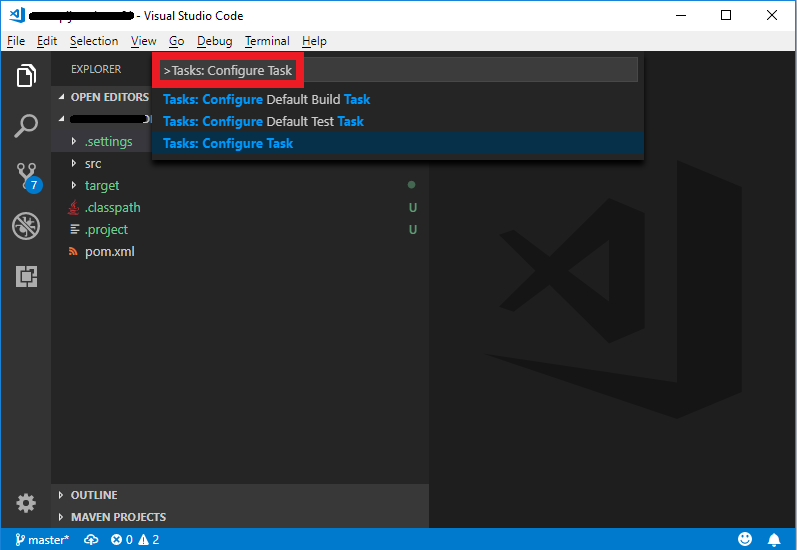 - Visual Studio Code
File Edit Selection View Go Debug Terminal Help
EXPLORER
>Tasks: Configure Task
OPEN EDITORS
Tasks: Configure Default Build Task
Tasks: Configure Default Test Task
Tasks: Configure Task
.settings
src
target
.classpath U
.project U
pom.xml
7
OUTLINE
MAVEN PROJECTS
master* 0 2